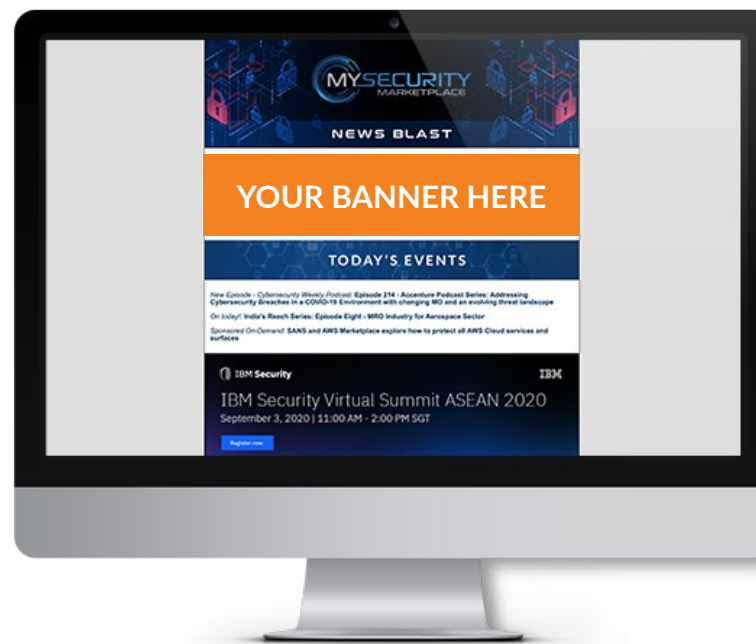 MYSECURITY
MARKETPLACE
NEWS BLAST
YOUR BANNER HERE
TODAY'S EVENTS
New Episode - Cybersecurity Weekly Podcast: Episode 214 - Accenture Podcast Series: Addressing
Cybersecurity Breaches in a COVID-19 Environment with changing MO and an evolving threat landscape
On today!: India's Reach Series: Episode Eight - MRO Industry for Aerospace Sector
Sponsored On-Demand: SANS and AWS Marketplace explore how to protect all AWS Cloud services and
surfaces
IBM Security
IBM
IBM Security Virtual Summit ASEAN 2020
September 3, 2020 | 11:00 AM - 2:00 PM SGT
Register now